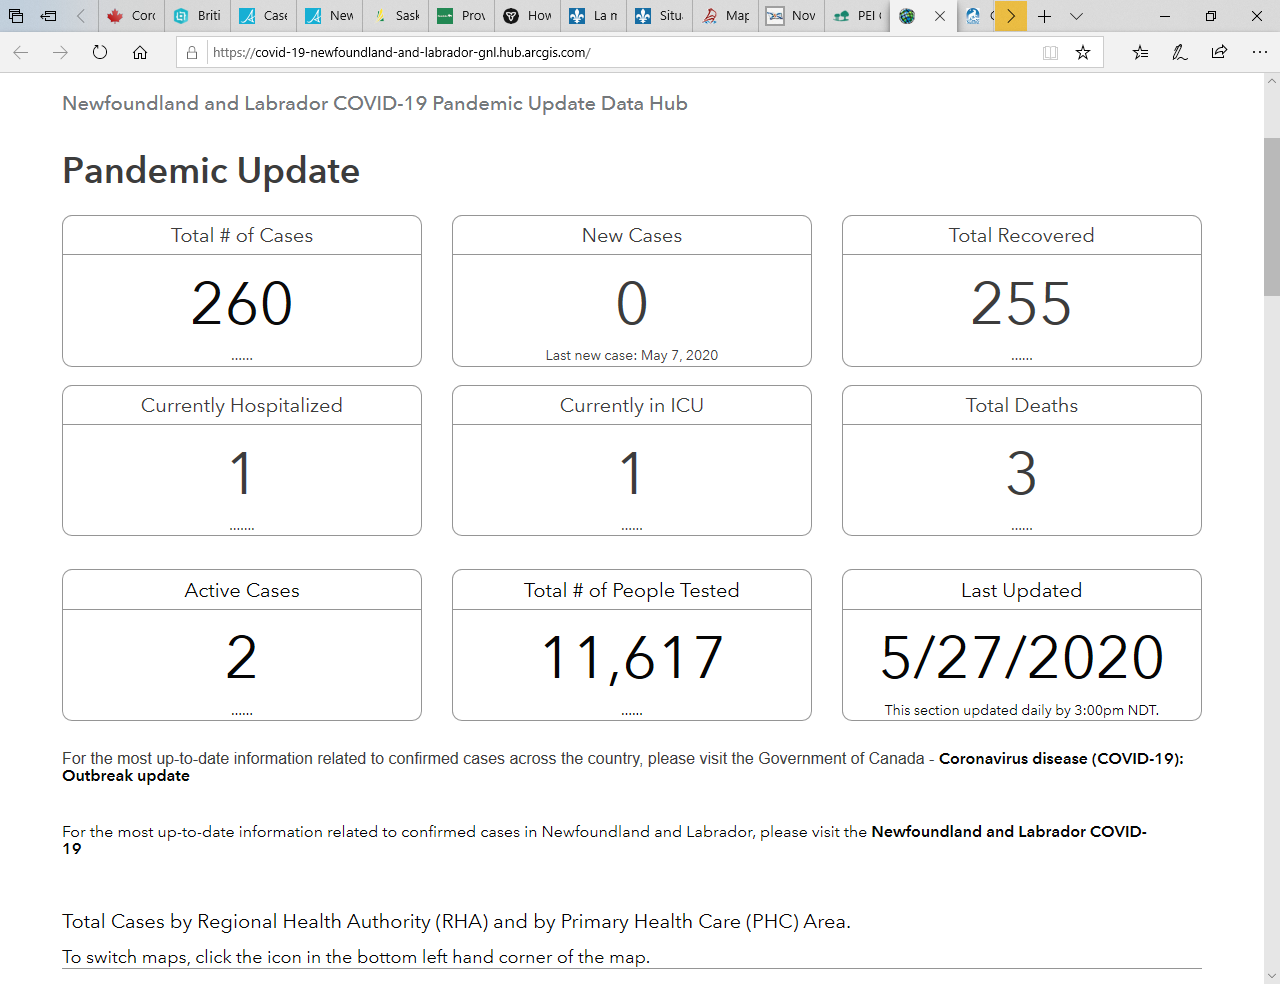 Corc
Briti
Case
New
Sask
Prov
How
La m
Situ
Map
Nov
PEI
https://covid-19-newfoundland-and-labrador-gnl.hub.arcgis.com/
Newfoundland and Labrador COVID-19 Pandemic Update Data Hub
Pandemic Update
Total # of Cases
260
......
New Cases
0
Last new case: May 7, 2020
Total Recovered
255
......
Currently Hospitalized
1
.......
Currently in ICU
1
......
Total Deaths
3
......
Active Cases
2
......
Total # of People Tested
11,617
......
Last Updated
5/27/2020
This section updated daily by 3:00pm NDT.
For the most up-to-date information related to confirmed cases across the country, please visit the Government of Canada - Coronavirus disease (COVID-19):
Outbreak update
For the most up-to-date information related to confirmed cases in Newfoundland and Labrador, please visit the Newfoundland and Labrador COVID-
19
Total Cases by Regional Health Authority (RHA) and by Primary Health Care (PHC) Area.
To switch maps, click the icon in the bottom left hand corner of the map.